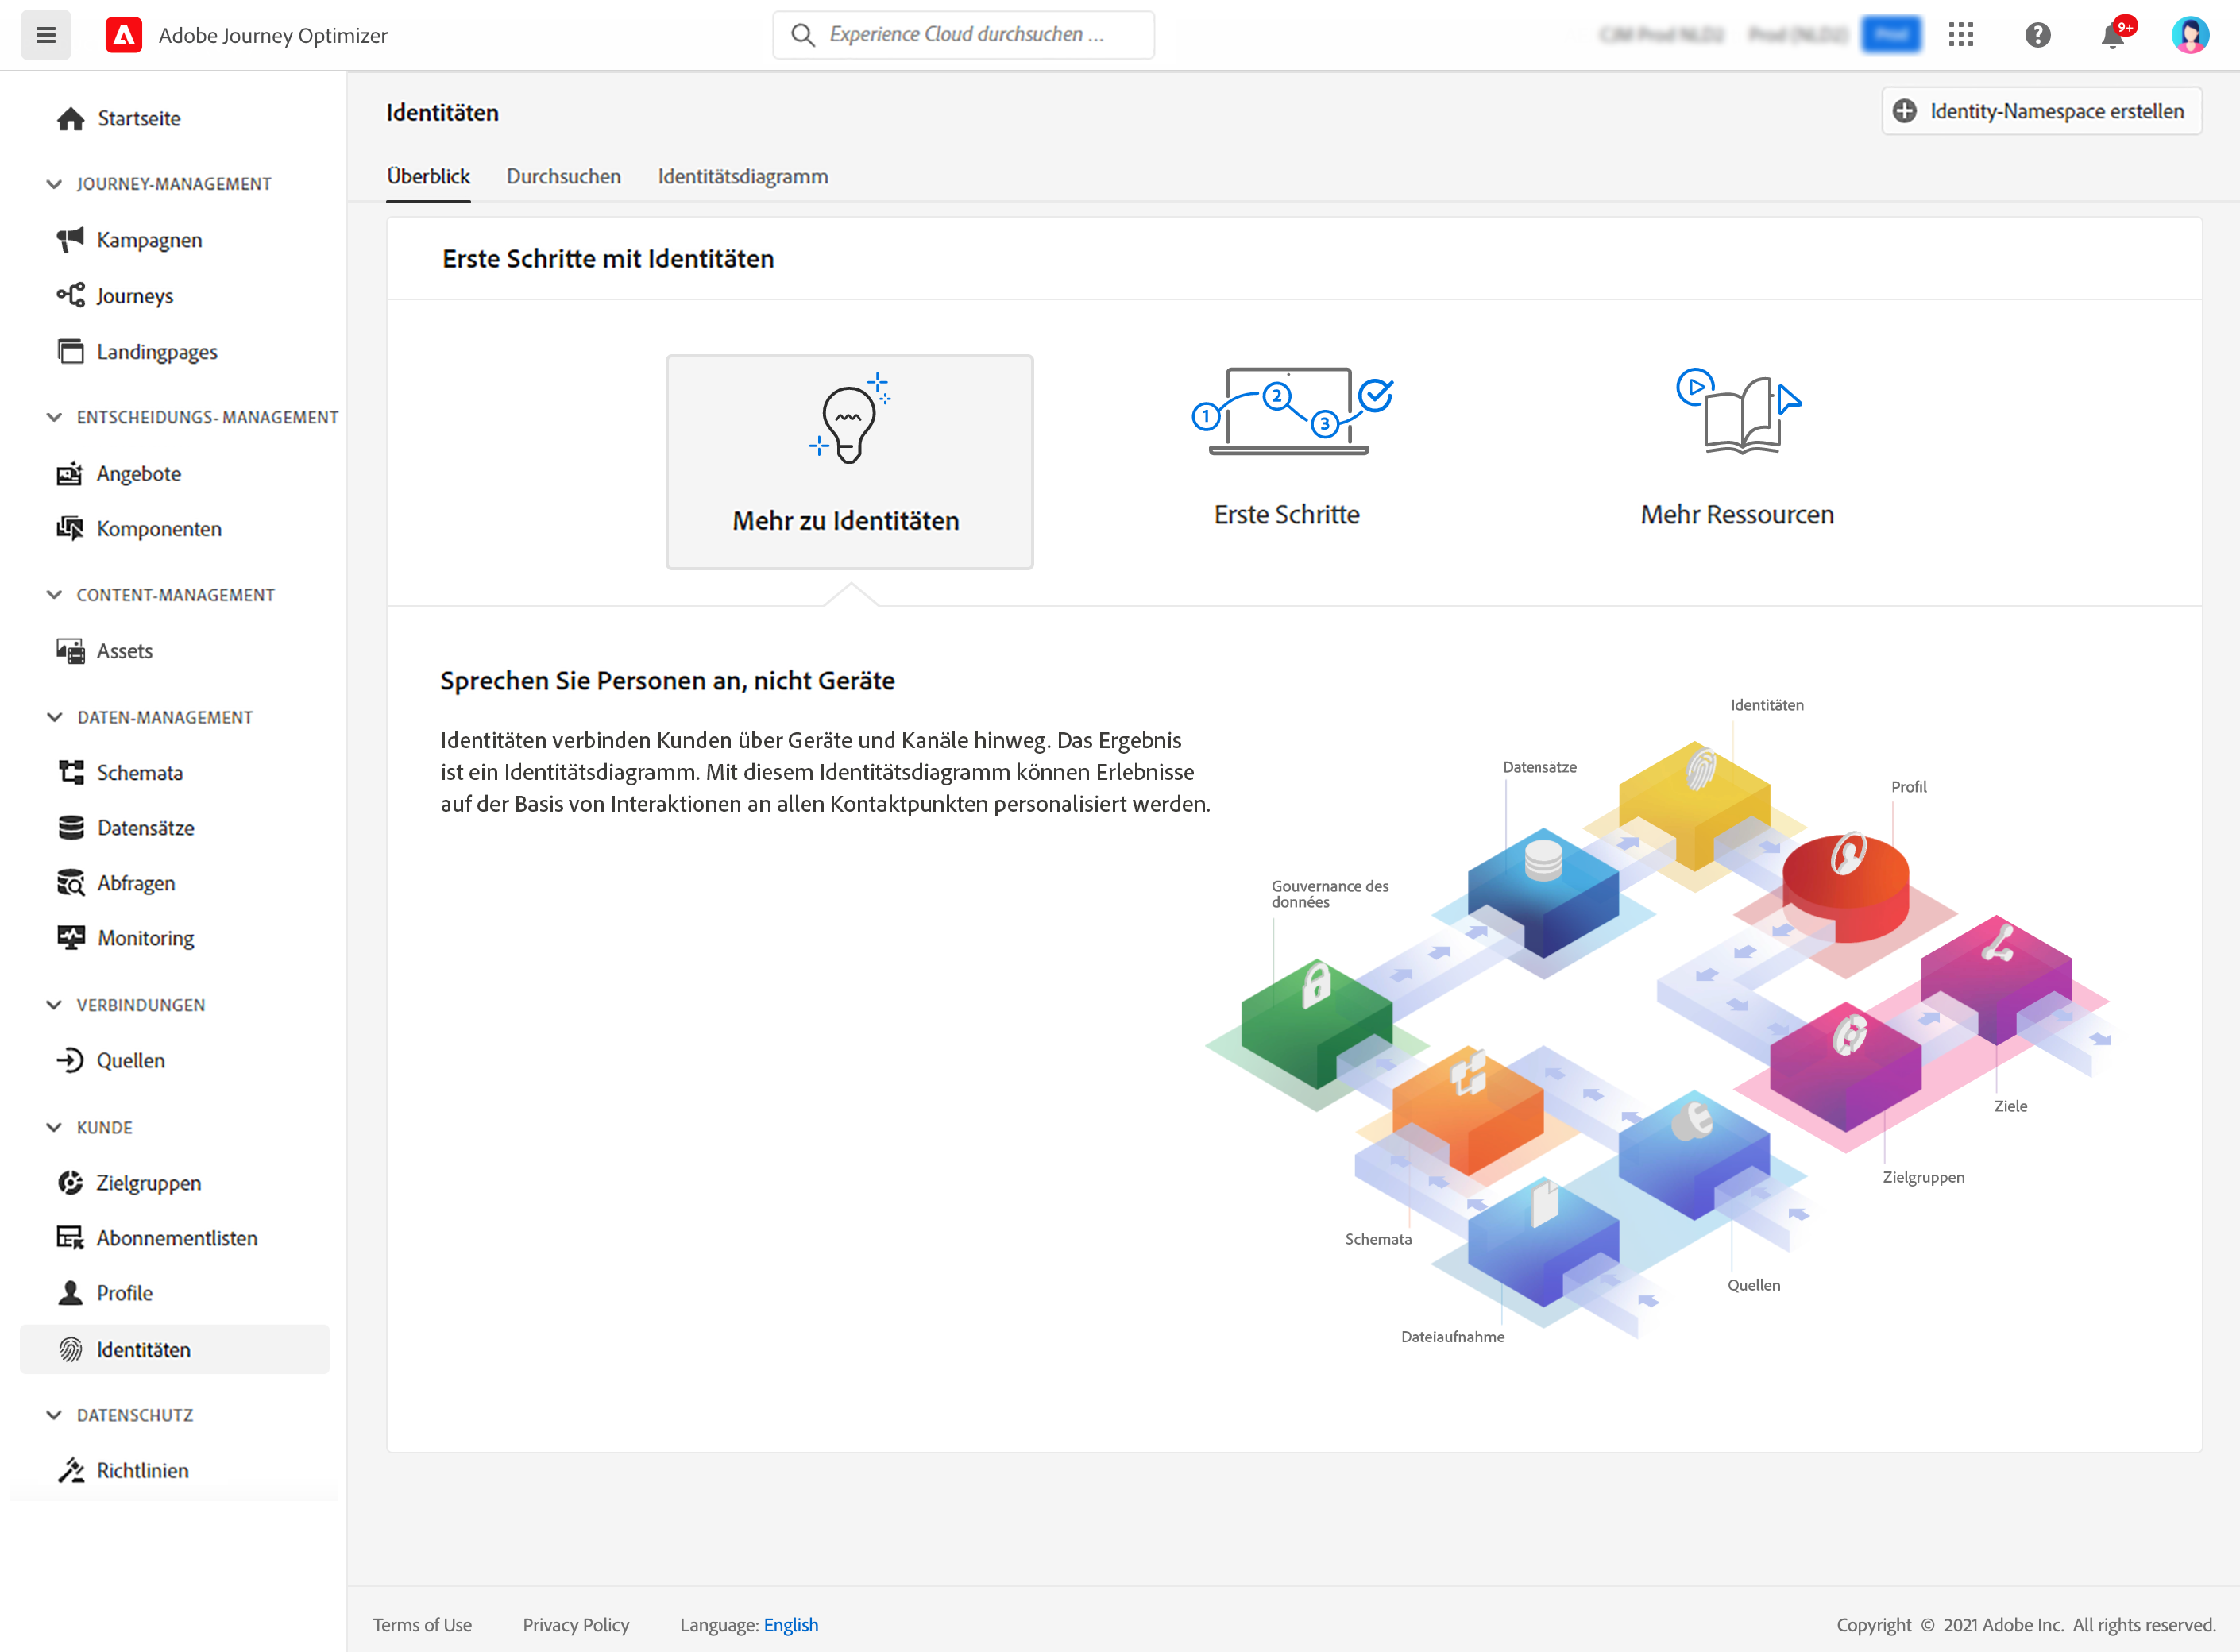 Adobe Journey Optimizer
Experience Cloud durchsuchen ...
9+
Startseite
JOURNEY-MANAGEMENT
Kampagnen
Journeys
Landingpages
ENTSCHEIDUNGS- MANAGEMENT
Angebote
Komponenten
CONTENT-MANAGEMENT
Assets
DATEN-MANAGEMENT
Schemata
Datensätze
Abfragen
Monitoring
VERBINDUNGEN
Quellen
KUNDE
Zielgruppen
Abonnementlisten
Profile
Identitäten
DATENSCHUTZ
Richtlinien
Identitäten
Identity-Namespace erstellen
Überblick
Durchsuchen
Identitätsdiagramm
Erste Schritte mit Identitäten
Mehr zu Identitäten
1
2
3
Erste Schritte
Mehr Ressourcen
Sprechen Sie Personen an, nicht Geräte
Identitäten verbinden Kunden über Geräte und Kanäle hinweg. Das Ergebnis
ist ein Identitätsdiagramm. Mit diesem Identitätsdiagramm können Erlebnisse
auf der Basis von Interaktionen an allen Kontaktpunkten personalisiert werden.
Identitäten
Datensätze
Profil
Gouvernance des
données
Ziele
Zielgruppen
Schemata
Quellen
Dateiaufnahme
Terms of Use
Privacy Policy
Language: English
Copyright © 2021 Adobe Inc. All rights reserved.